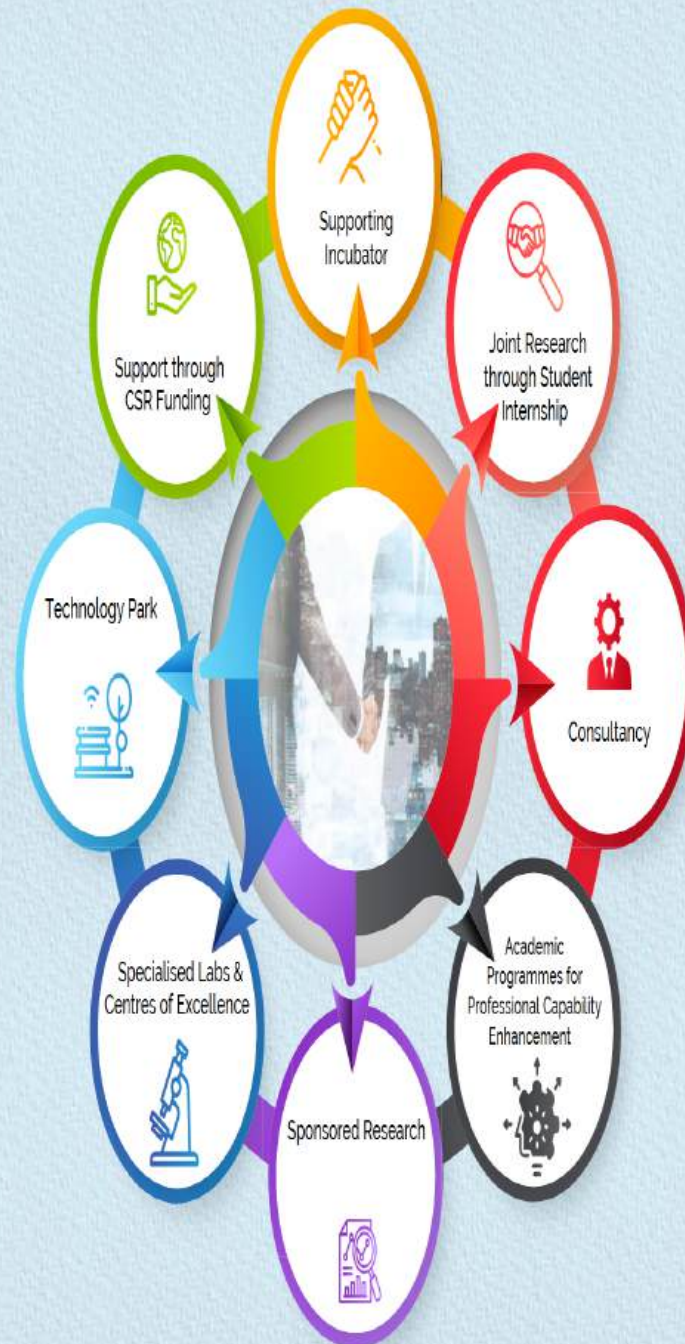 Supporting
Incubator
Joint Research
through Student
Internship
Consultancy
Academic
Programmes for
Professional Capability
Enhancement
Sponsored Research
Specialised Labs &
Centres of Excellence
Technology Park
Support through
CSR Funding